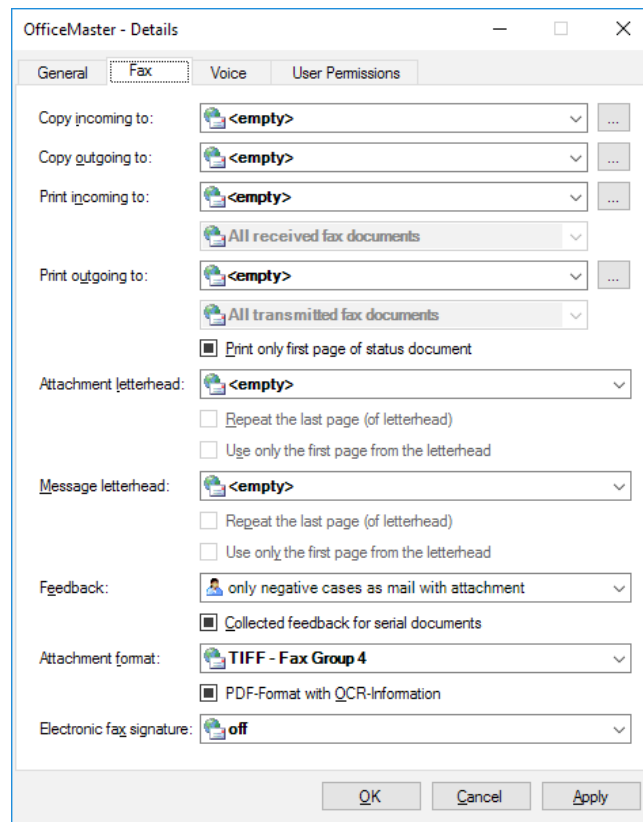 OfficeMaster - Details
General Fax Voice User Permissions
Copy incoming to: <empty> ...
Copy outgoing to: <empty> ...
Print incoming to: <empty> ...
All received fax documents
Print outgoing to: <empty> ...
All transmitted fax documents
Print only first page of status document
Attachment letterhead: <empty>
Repeat the last page (of letterhead)
Use only the first page from the letterhead
Message letterhead: <empty>
Repeat the last page (of letterhead)
Use only the first page from the letterhead
Feedback: only negative cases as mail with attachment
Collected feedback for serial documents
Attachment format: TIFF - Fax Group 4
PDF-Format with OCR-Information
Electronic fax signature: off
OK Cancel Apply